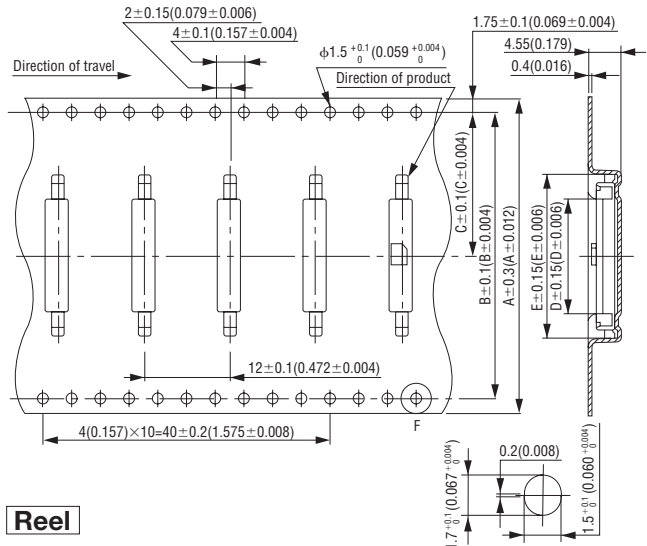 2±0.15(0.079±0.006)
4±0.1(0.157±0.004)
1.75±0.1(0.069±0.004)
4.55(0.179)
0.4(0.016)
ϕ1.5 +0.1 0 (0.059 +0.004 0)
Direction of travel
Direction of product
C±0.1(C±0.004)
B±0.1(B±0.004)
A±0.3(A±0.012)
E±0.15(E±0.006)
D±0.15(D±0.006)
12±0.1(0.472±0.004)
4(0.157)×10=40±0.2(1.575±0.008)
F
0.2(0.008)
1.7 +0.1 0 (0.067 +0.004 0)
1.5 +0.1 0 (0.060 +0.004 0)
Reel